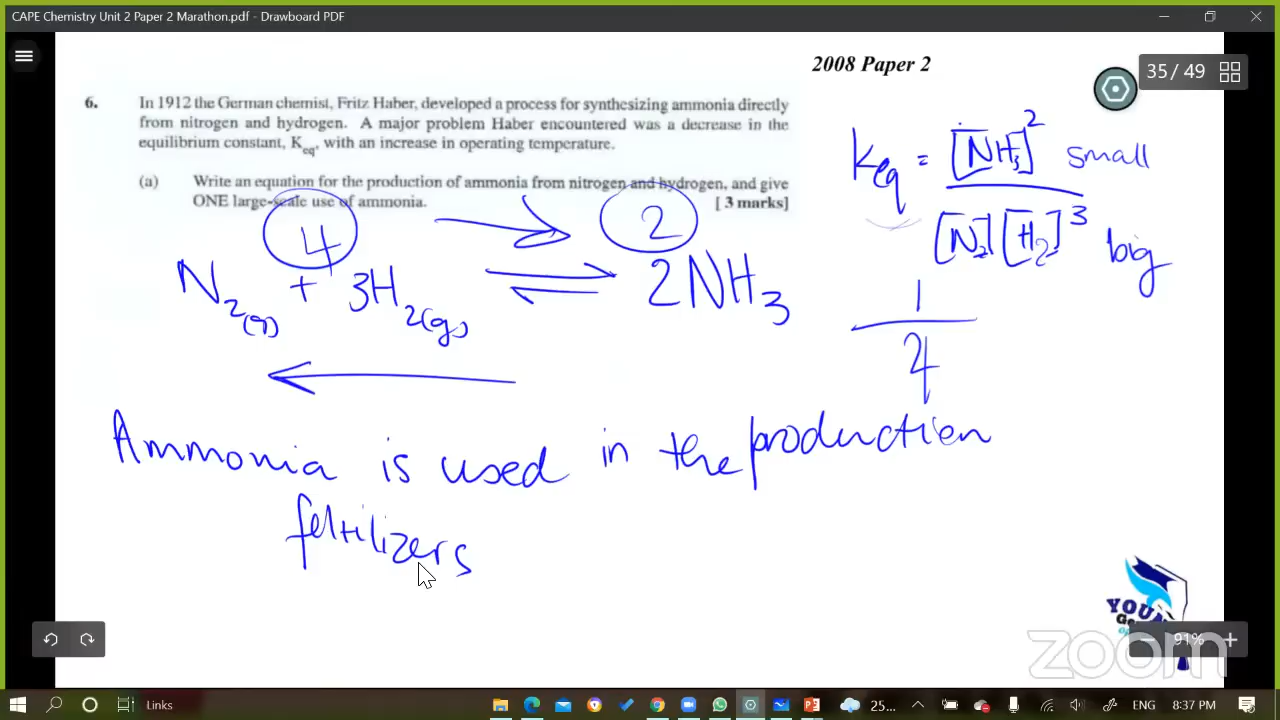 CAPE Chemistry Unit 2 Paper 2 Marathon.pdf - Drawboard PDF
2008 Paper 2
35 / 49
6. In 1912 the German chemist, Fritz Haber, developed a process for synthesizing ammonia directly
from nitrogen and hydrogen. A major problem Haber encountered was a decrease in the
equilibrium constant, Keq, with an increase in operating temperature.
(a) Write an equation for the production of ammonia from nitrogen and hydrogen, and give
ONE large-scale use of ammonia. [ 3 marks]
Keq = [NH3]^2 small
[N2][H2]^3 big
1
4
4 → 2
N2(g) + 3H2(g) ⇌ 2NH3
←
Ammonia is used in the production
fertilizers
YOUN
91%
zoom
Links
25...
ENG 8:37 PM